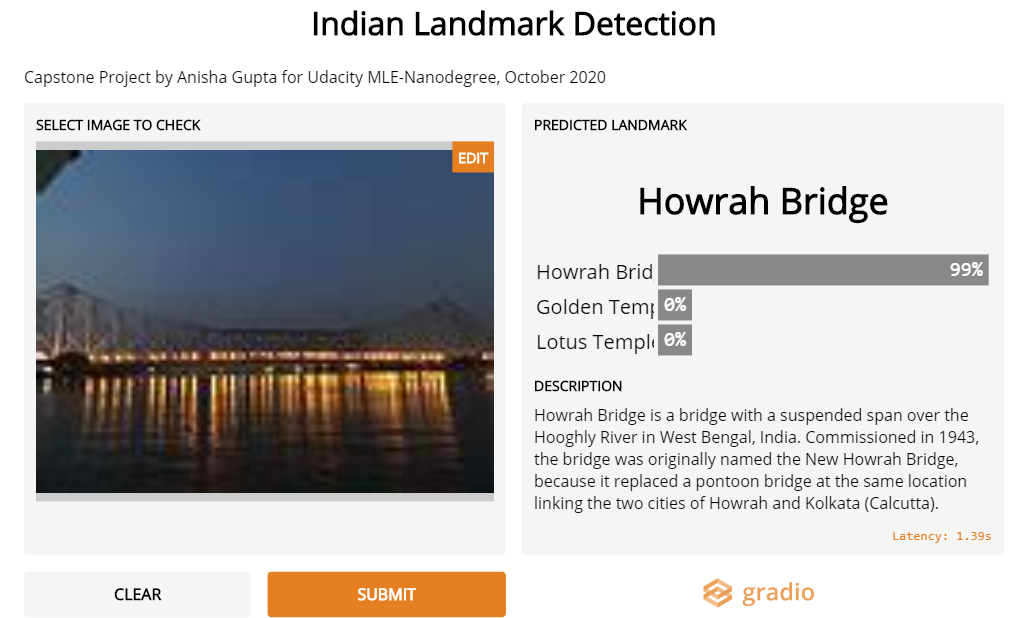 Indian Landmark Detection
Capstone Project by Anisha Gupta for Udacity MLE-Nanodegree, October 2020
SELECT IMAGE TO CHECK
EDIT
PREDICTED LANDMARK
Howrah Bridge
Howrah Brid 99%
Golden Temp 0%
Lotus Temple 0%
DESCRIPTION
Howrah Bridge is a bridge with a suspended span over the
Hooghly River in West Bengal, India. Commissioned in 1943,
the bridge was originally named the New Howrah Bridge,
because it replaced a pontoon bridge at the same location
linking the two cities of Howrah and Kolkata (Calcutta).
Latency: 1.39s
CLEAR
SUBMIT
gradio